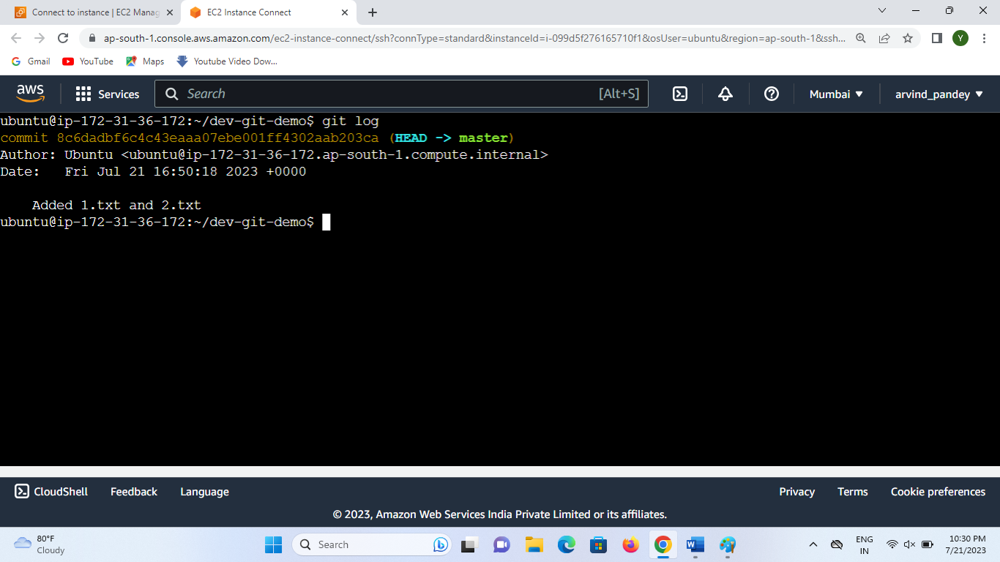 Connect to instance | EC2 Manag
EC2 Instance Connect
ap-south-1.console.aws.amazon.com/ec2-instance-connect/ssh?connType=standard&instanceId=i-099d5f276165710f1&osUser=ubuntu&region=ap-south-1&ssh...
Y
Gmail
YouTube
Maps
Youtube Video Dow...
aws
Services
Search
[Alt+S]
Mumbai
arvind_pandey
ubuntu@ip-172-31-36-172:~/dev-git-demo$ git log
commit 8c6dadbf6c4c43eaaa07ebe001ff4302aab203ca (HEAD -> master)
Author: Ubuntu <ubuntu@ip-172-31-36-172.ap-south-1.compute.internal>
Date:   Fri Jul 21 16:50:18 2023 +0000
    Added 1.txt and 2.txt
ubuntu@ip-172-31-36-172:~/dev-git-demo$
CloudShell
Feedback
Language
Privacy
Terms
Cookie preferences
© 2023, Amazon Web Services India Private Limited or its affiliates.
80°F
Cloudy
Search
ENG
IN
10:30 PM
7/21/2023